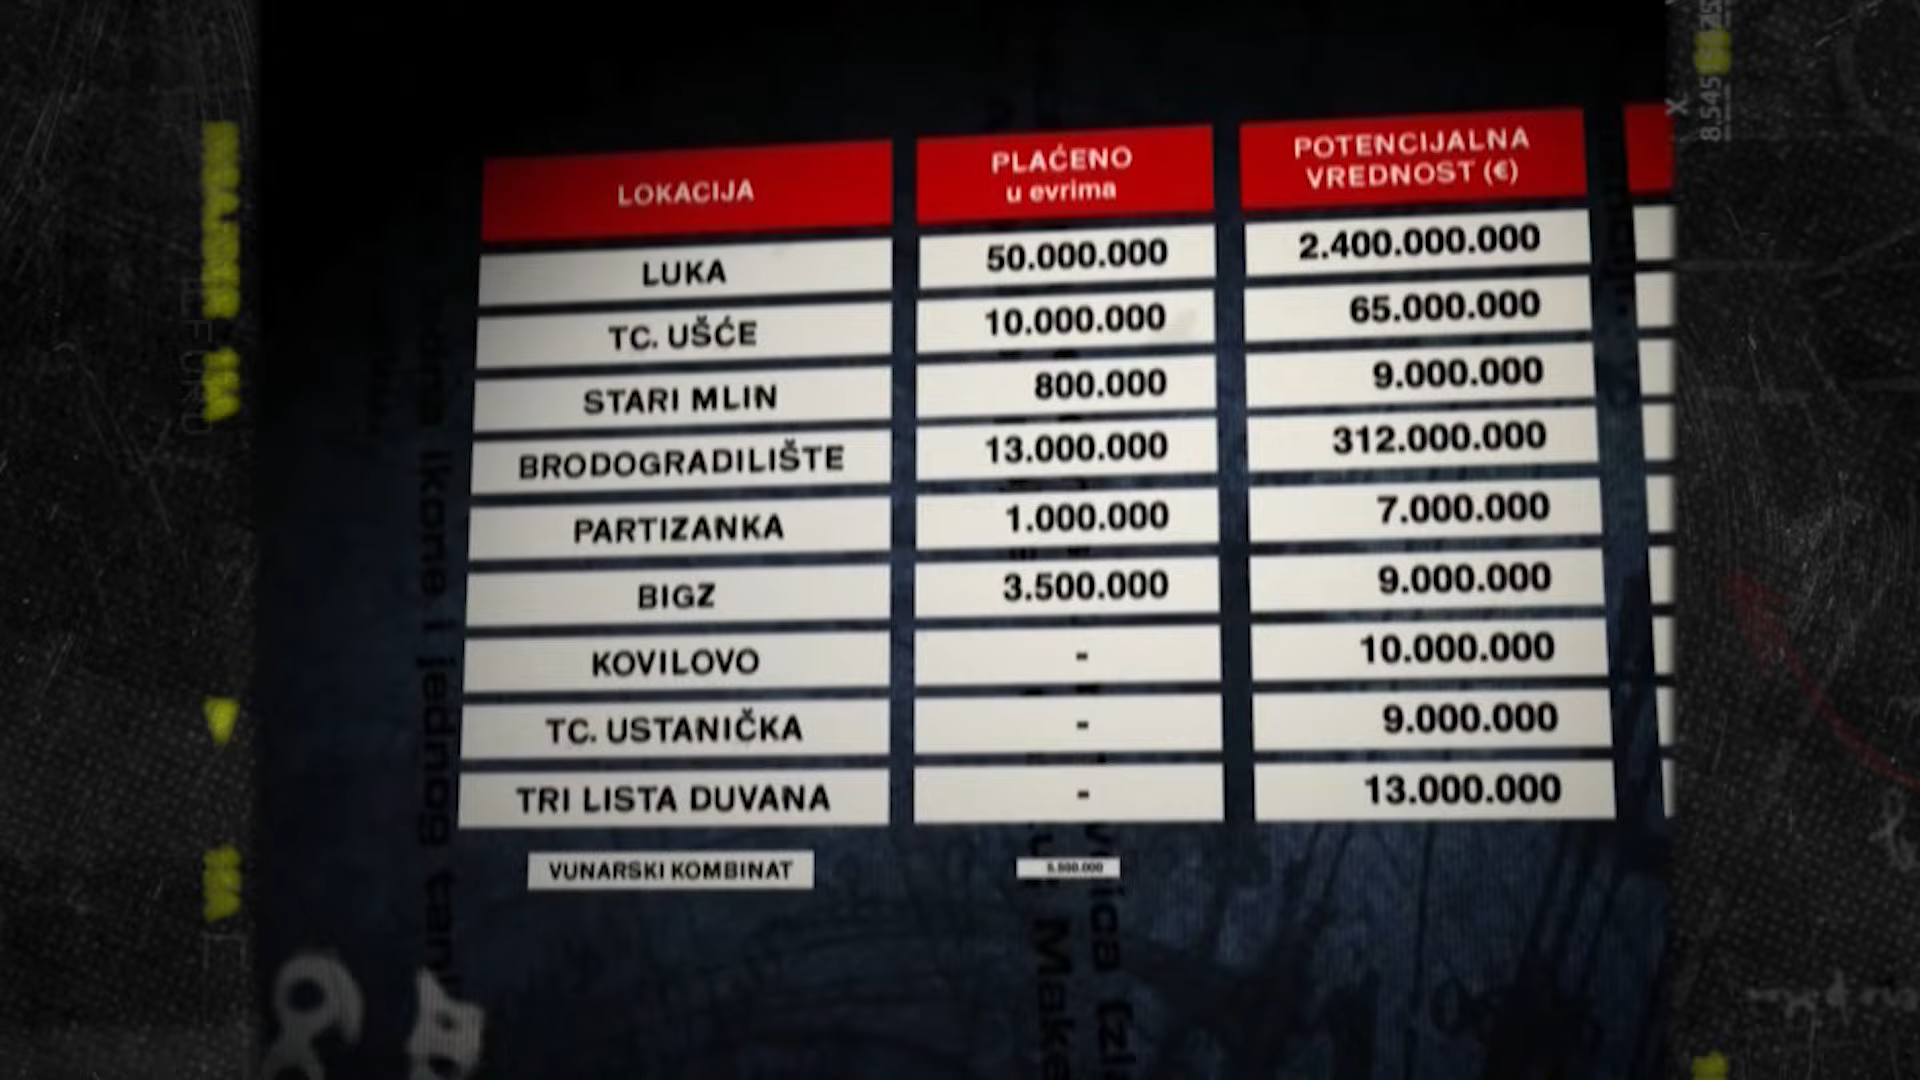 LOKACIJA PLAĆENO u evrima POTENCIJALNA VREDNOST (€)
LUKA 50.000.000 2.400.000.000
TC. UŠĆE 10.000.000 65.000.000
STARI MLIN 800.000 9.000.000
BRODOGRADILIŠTE 13.000.000 312.000.000
PARTIZANKA 1.000.000 7.000.000
BIGZ 3.500.000 9.000.000
KOVILOVO - 10.000.000
TC. USTANIČKA - 9.000.000
TRI LISTA DUVANA - 13.000.000
VUNARSKI KOMBINAT